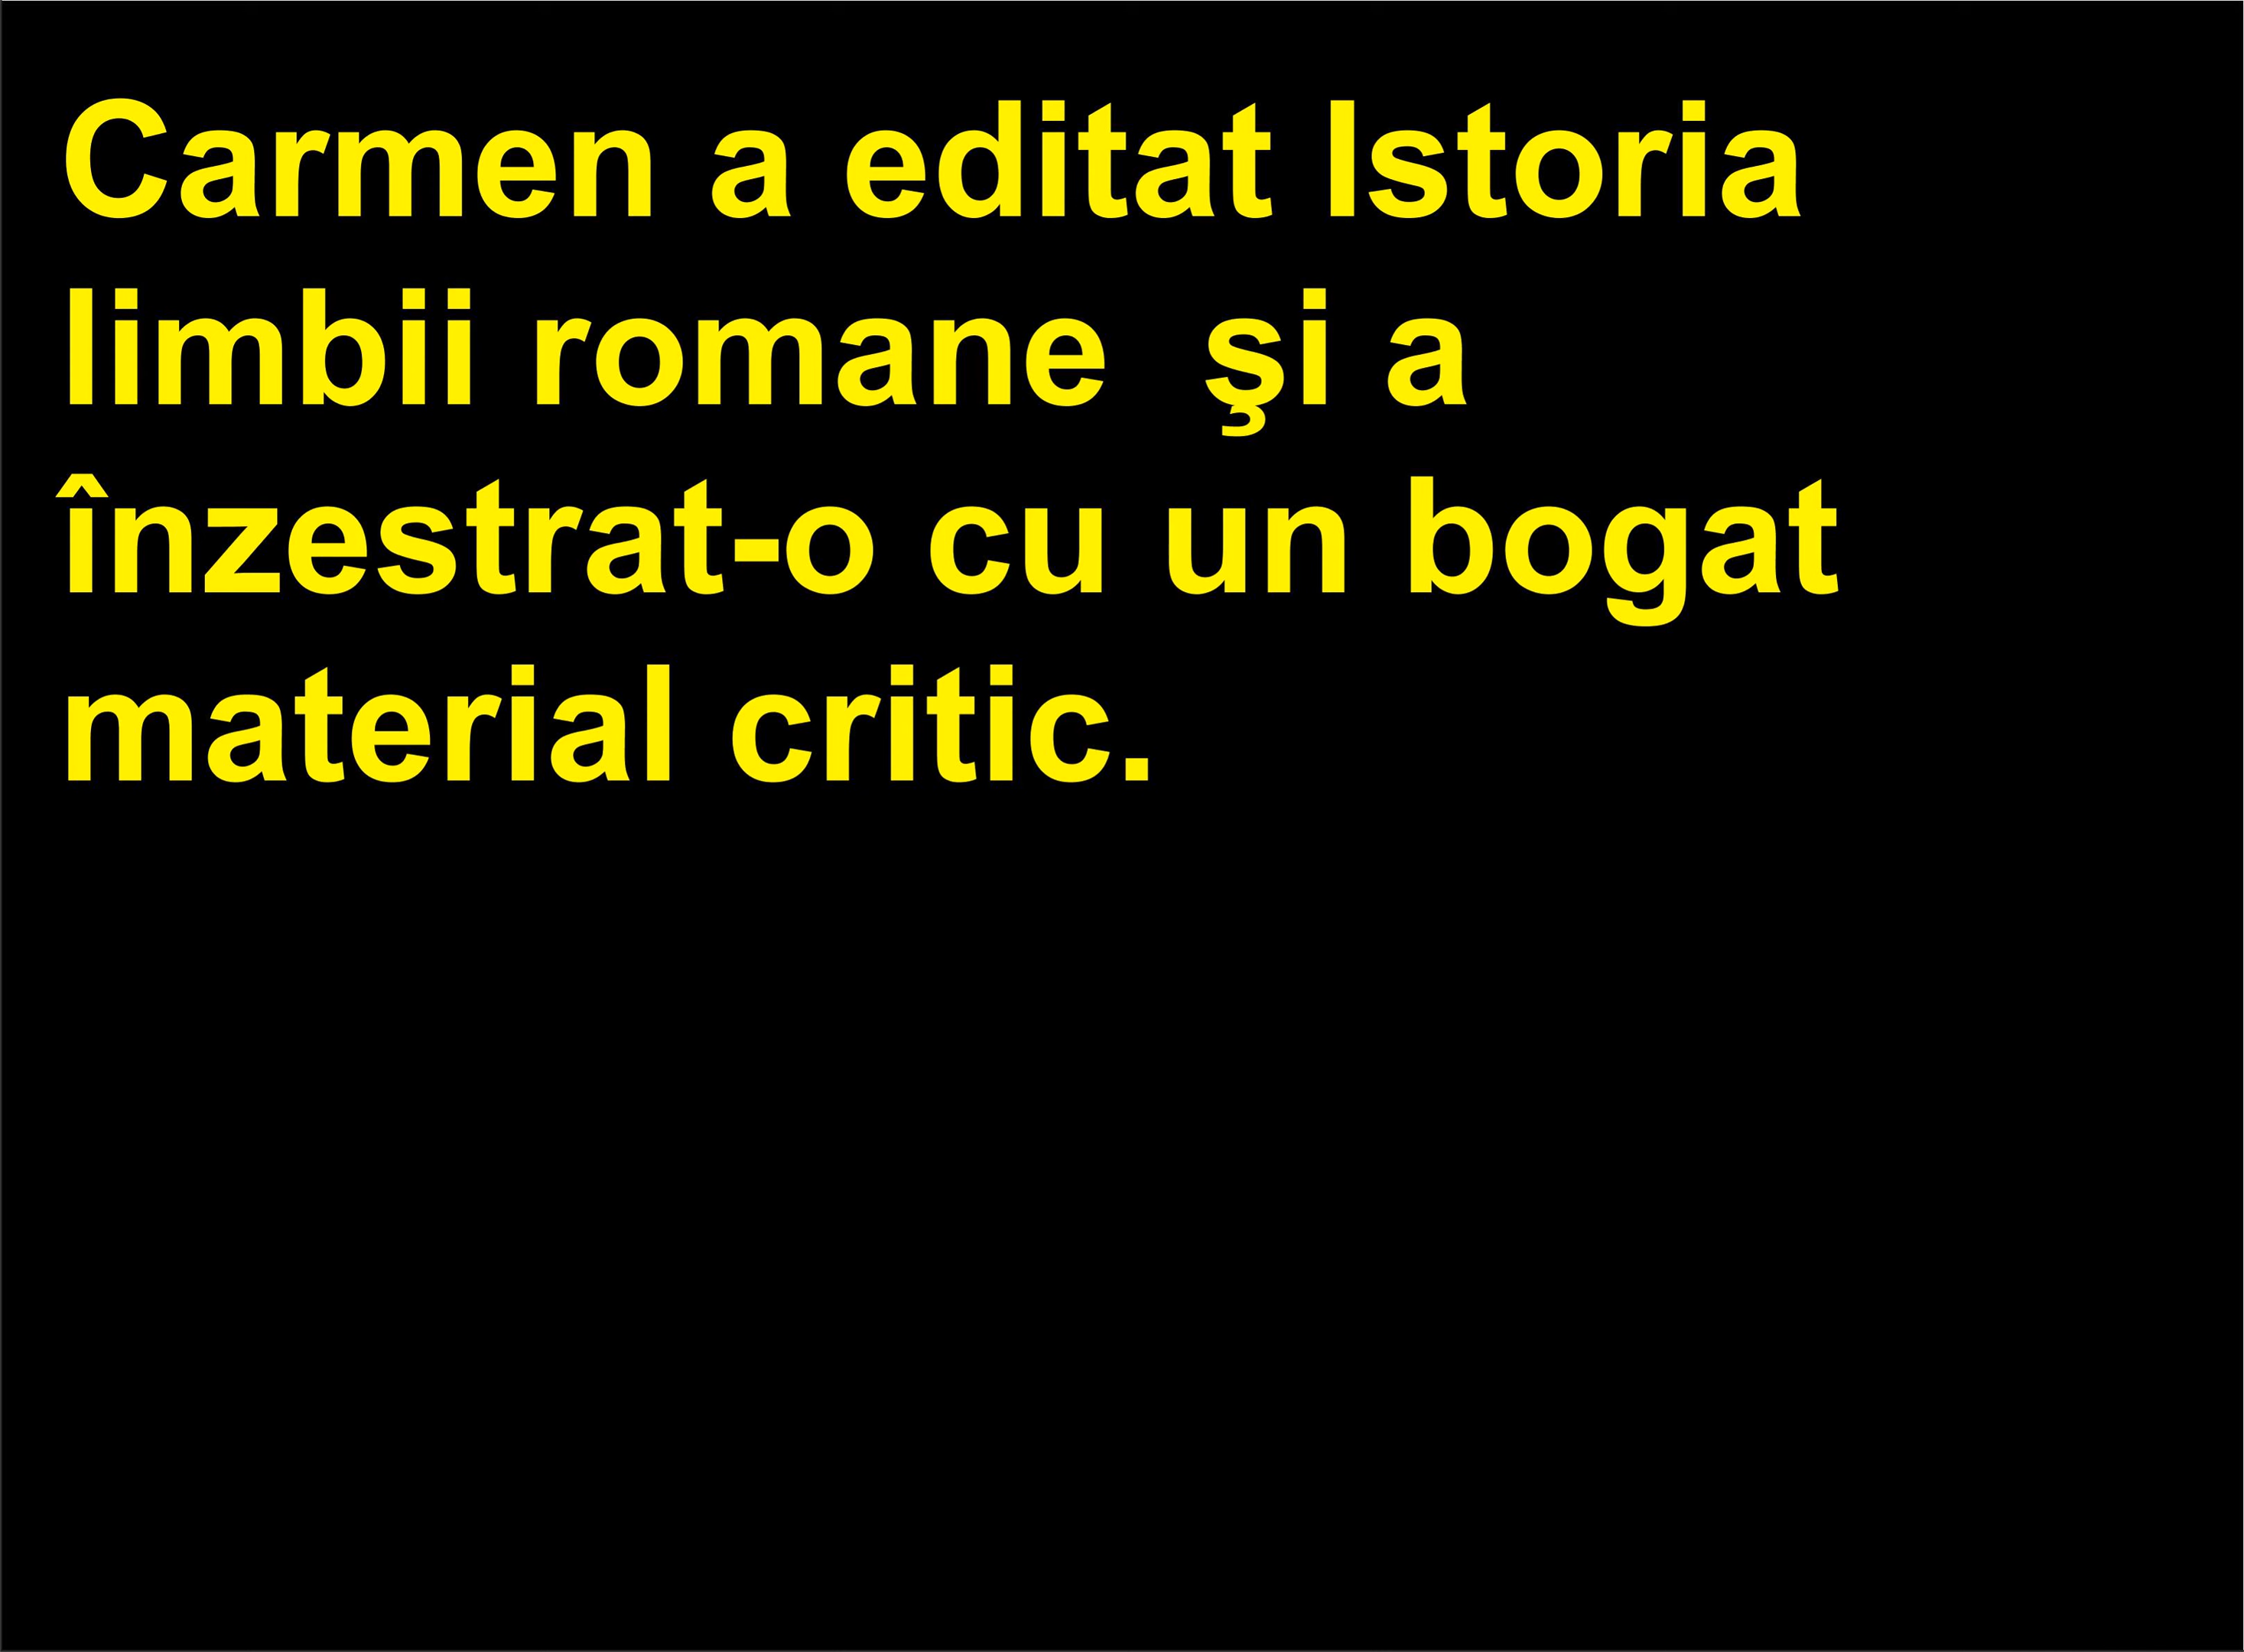 Carmen a editat Istoria
limbii romane  şi a
înzestrat-o cu un bogat
material critic.